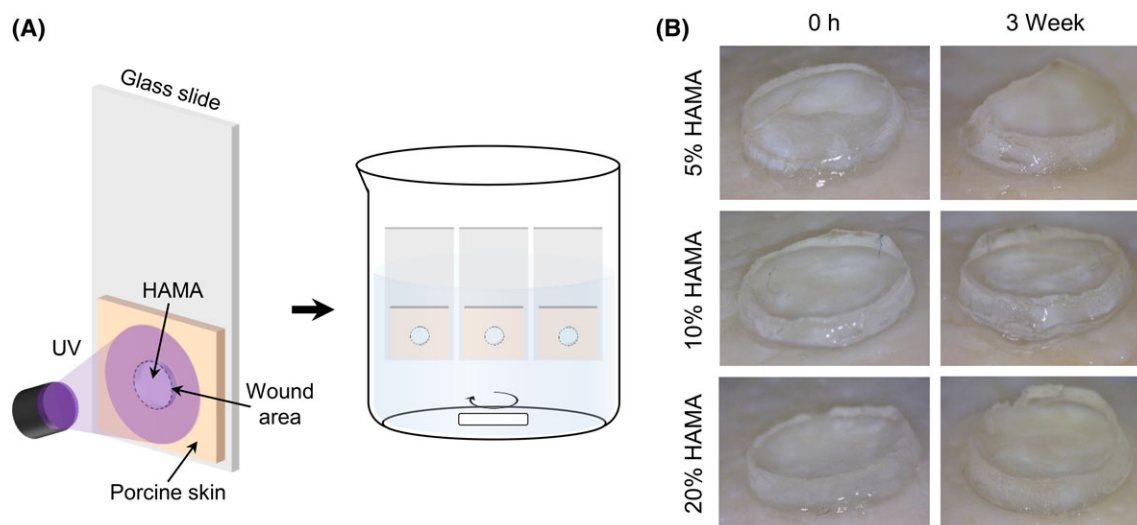 (A)
Glass slide
HAMA
UV
Wound
area
Porcine skin
(B)
0 h
3 Week
5% HAMA
10% HAMA
20% HAMA